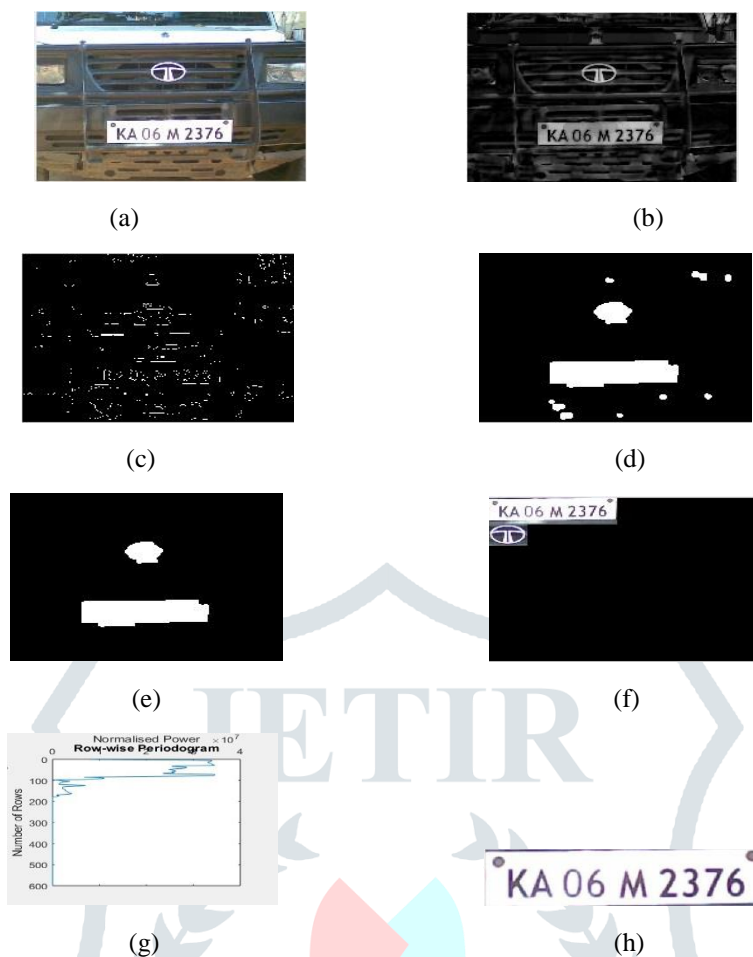 KA 06 M 2376
KA 06 M 2376
(a)
(b)
(c)
(d)
KA 06 M 2376
(e)
(f)
JETIR
Normalised Power ×10⁷
Row-wise Periodogram
0 2 4
0
100
200
300
400
500
600
Number of Rows
KA 06 M 2376
(g)
(h)